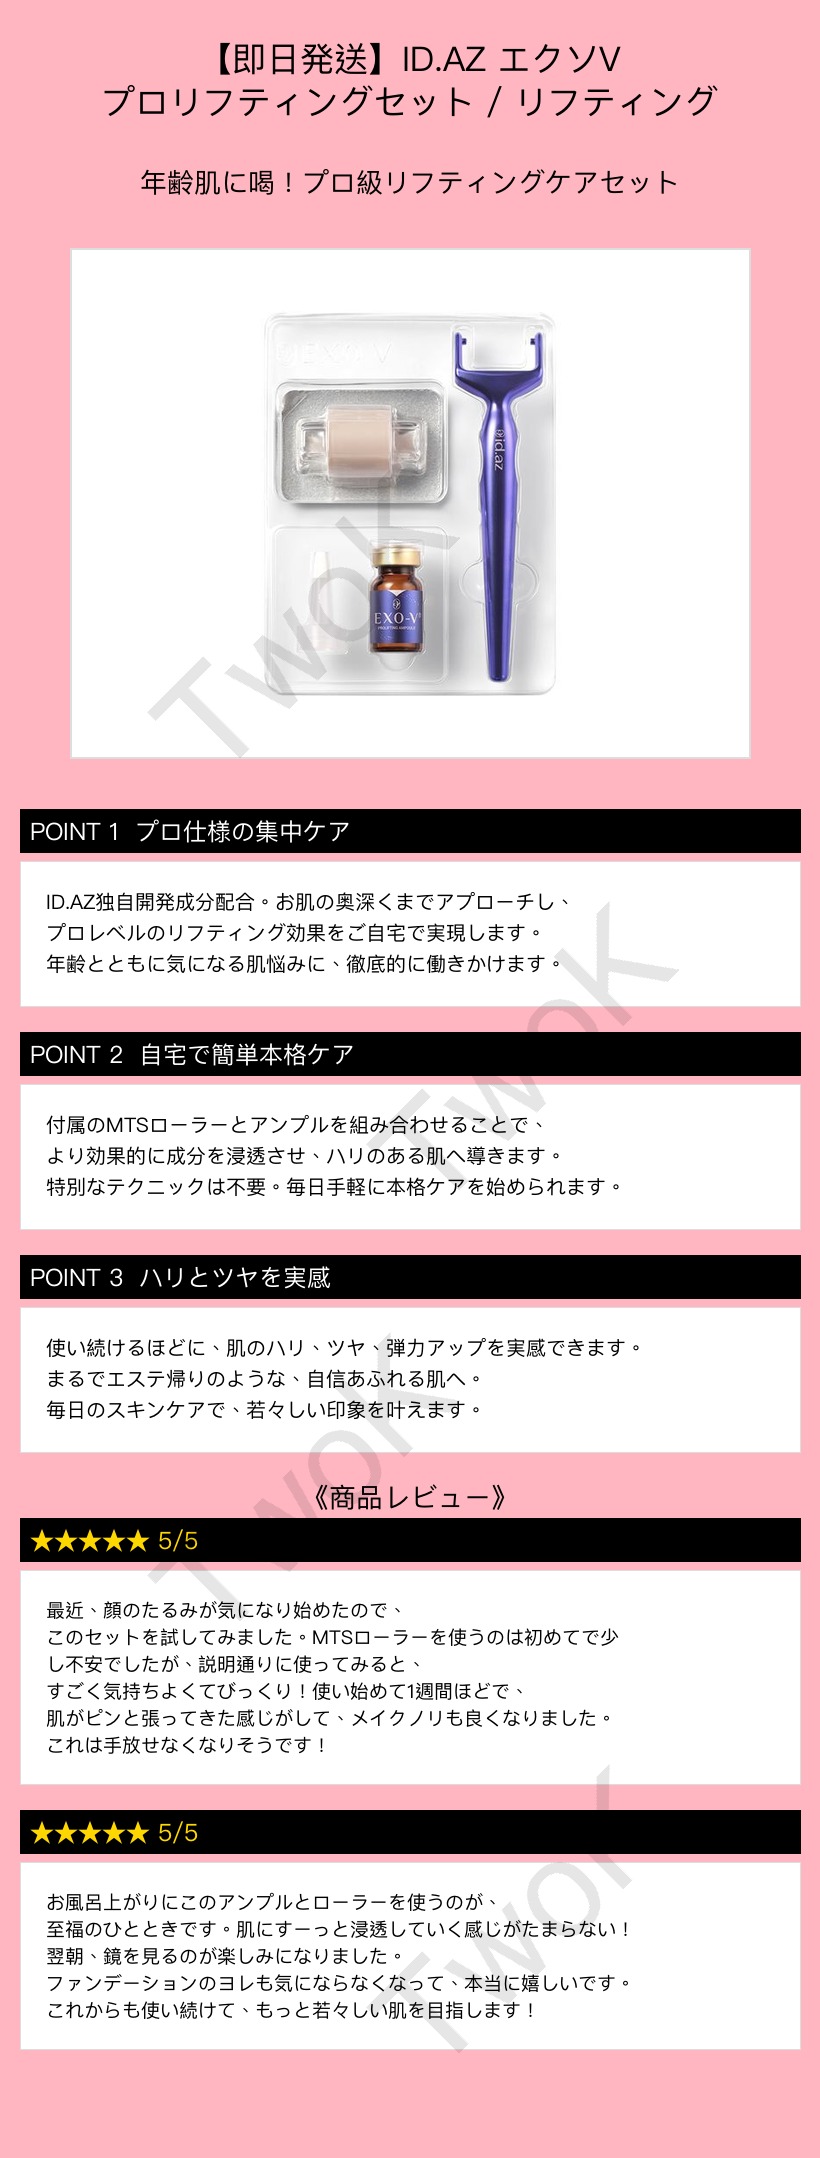 【即日発送】ID.AZ エクソV
プロリフティングセット / リフティング
年齢肌に喝！プロ級リフティングケアセット
EXO-V
id.az
EXO-V
PROLIFTING AMPOULE
TwoK
POINT 1 プロ仕様の集中ケア
ID.AZ独自開発成分配合。お肌の奥深くまでアプローチし、
プロレベルのリフティング効果をご自宅で実現します。
年齢とともに気になる肌悩みに、徹底的に働きかけます。
TwoK
POINT 2 自宅で簡単本格ケア
付属のMTSローラーとアンプルを組み合わせることで、
より効果的に成分を浸透させ、ハリのある肌へ導きます。
特別なテクニックは不要。毎日手軽に本格ケアを始められます。
POINT 3 ハリとツヤを実感
使い続けるほどに、肌のハリ、ツヤ、弾力アップを実感できます。
まるでエステ帰りのような、自信あふれる肌へ。
毎日のスキンケアで、若々しい印象を叶えます。
TwoK
《商品レビュー》
★★★★★ 5/5
最近、顔のたるみが気になり始めたので、
このセットを試してみました。MTSローラーを使うのは初めてで少
し不安でしたが、説明通りに使ってみると、
すごく気持ちよくてびっくり！使い始めて1週間ほどで、
肌がピンと張ってきた感じがして、メイクノリも良くなりました。
これは手放せなくなりそうです！
★★★★★ 5/5
お風呂上がりにこのアンプルとローラーを使うのが、
至福のひとときです。肌にすーっと浸透していく感じがたまらない！
翌朝、鏡を見るのが楽しみになりました。
ファンデーションのヨレも気にならなくなって、本当に嬉しいです。
これからも使い続けて、もっと若々しい肌を目指します！
TwoK